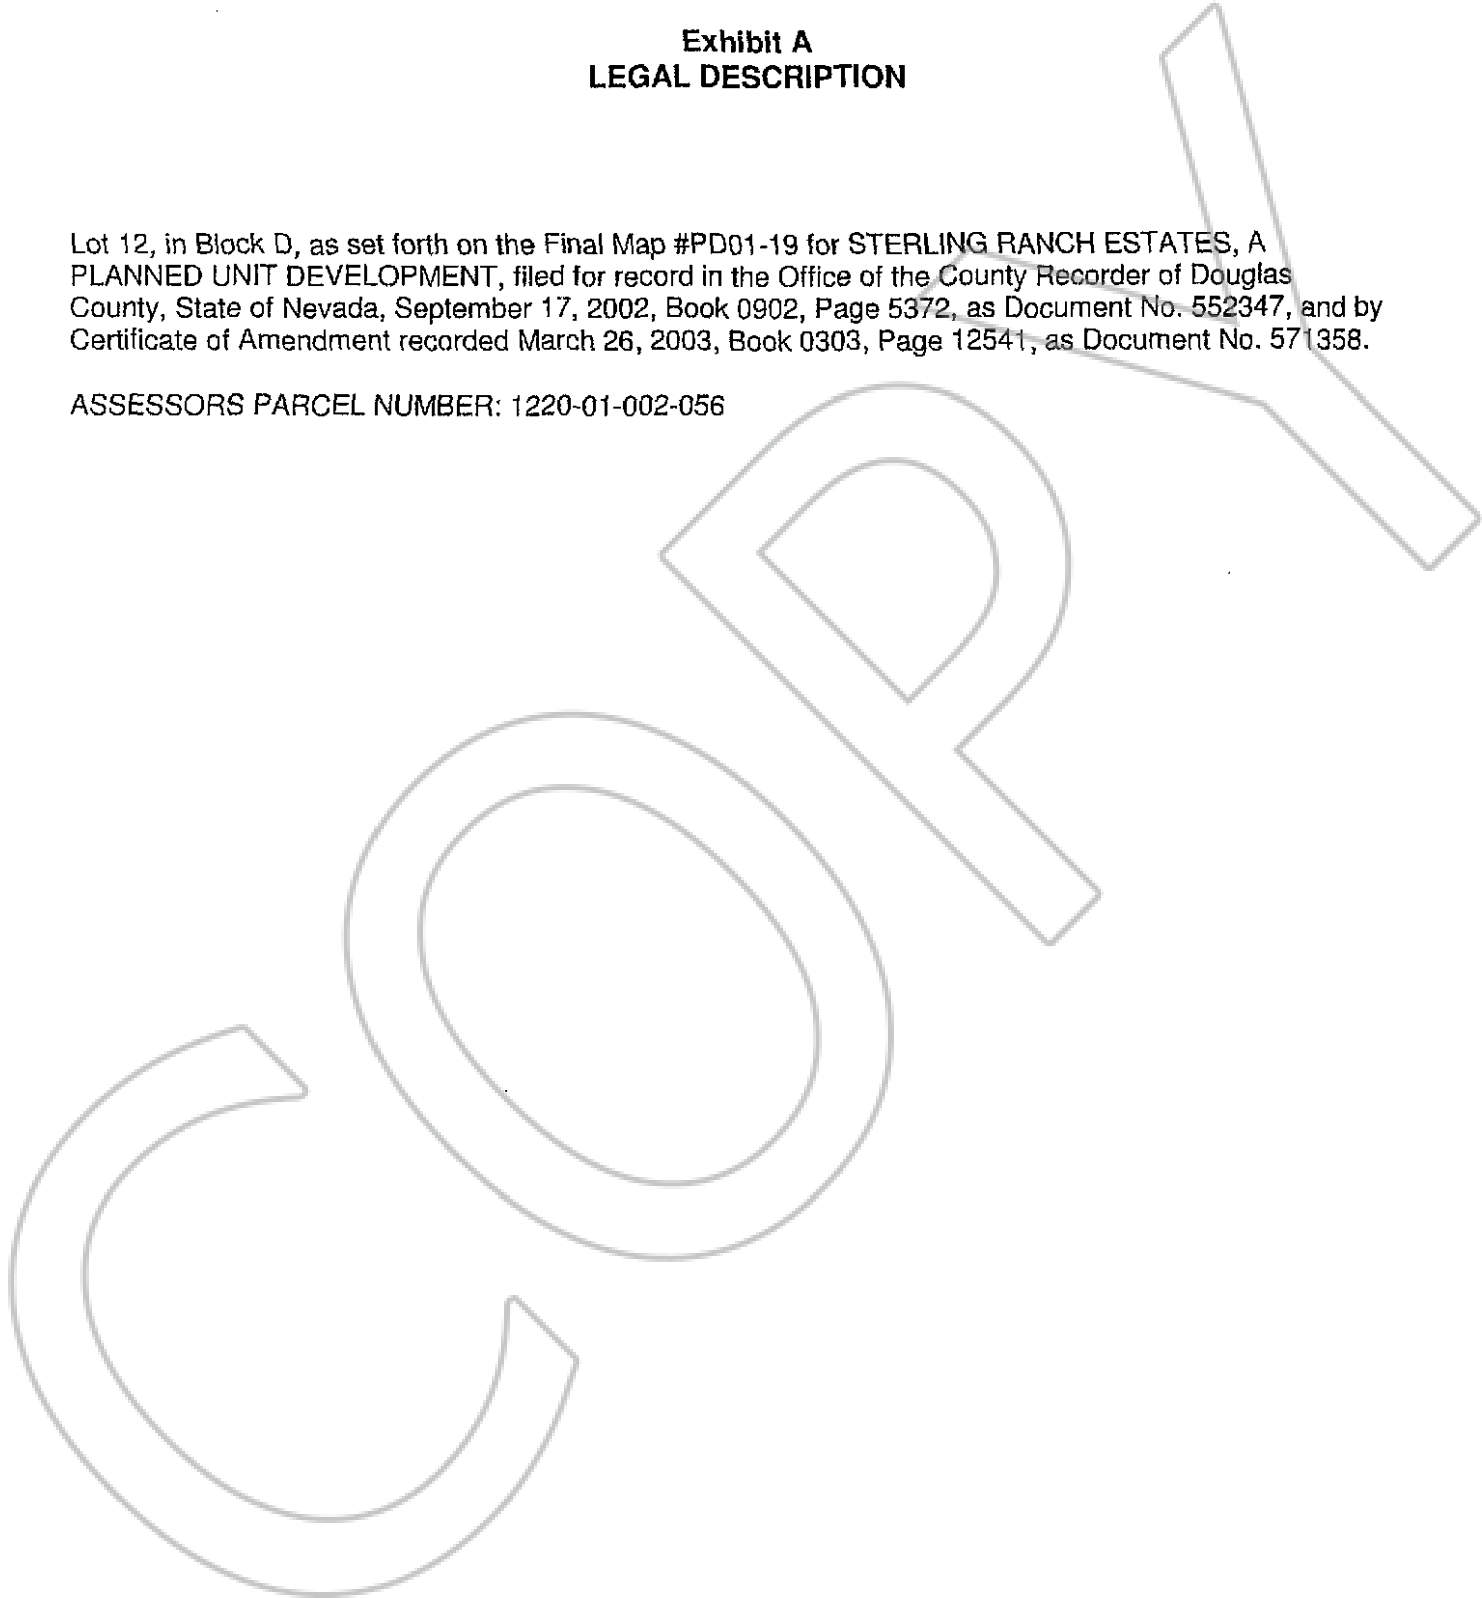 Exhibit A
LEGAL DESCRIPTION
Lot 12, in Block D, as set forth on the Final Map #PD01-19 for STERLING RANCH ESTATES, A
PLANNED UNIT DEVELOPMENT, filed for record in the Office of the County Recorder of Douglas
County, State of Nevada, September 17, 2002, Book 0902, Page 5372, as Document No. 552347, and by
Certificate of Amendment recorded March 26, 2003, Book 0303, Page 12541, as Document No. 571358.
ASSESSORS PARCEL NUMBER: 1220-01-002-056
COPY